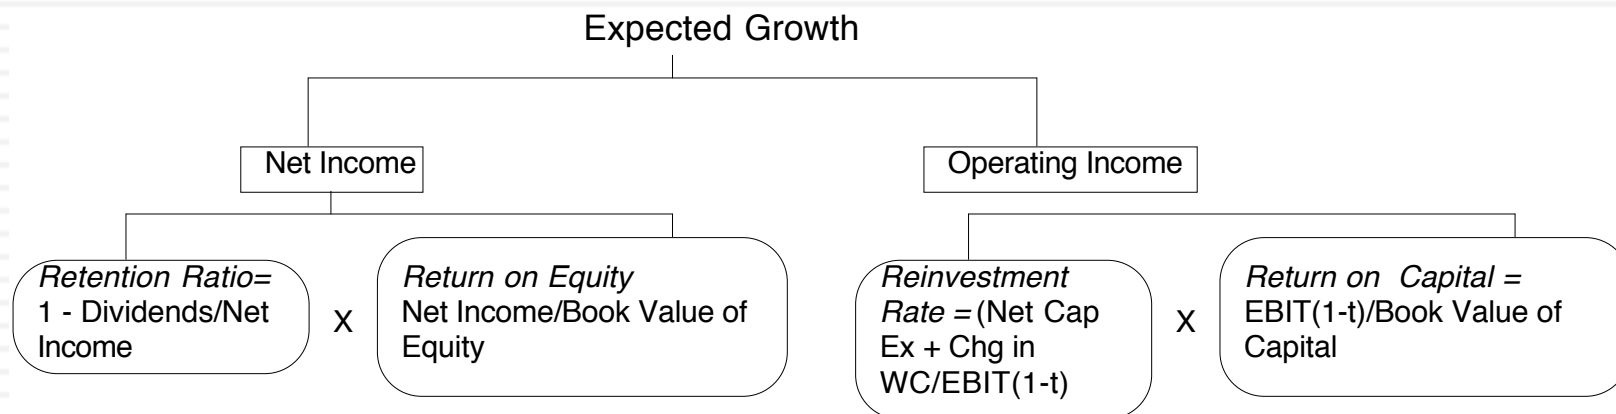 Expected Growth
Net Income
Operating Income
Retention Ratio=
1 - Dividends/Net
Income
X
Return on Equity
Net Income/Book Value of
Equity
Reinvestment
Rate = (Net Cap
Ex + Chg in
WC/EBIT(1-t)
X
Return on Capital =
EBIT(1-t)/Book Value of
Capital